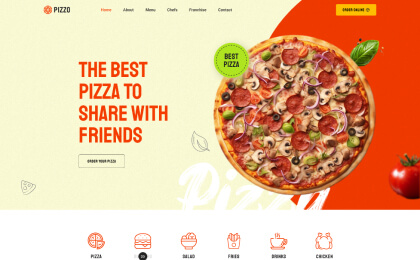 PIZZO
Home About Menu Chefs Franchise Contact
ORDER ONLINE
BEST
PIZZA
THE BEST
PIZZA TO
SHARE WITH
FRIENDS
ORDER YOUR PIZZA
Pizza
PIZZA BURGER SALAD FRIES DRINKS CHICKEN